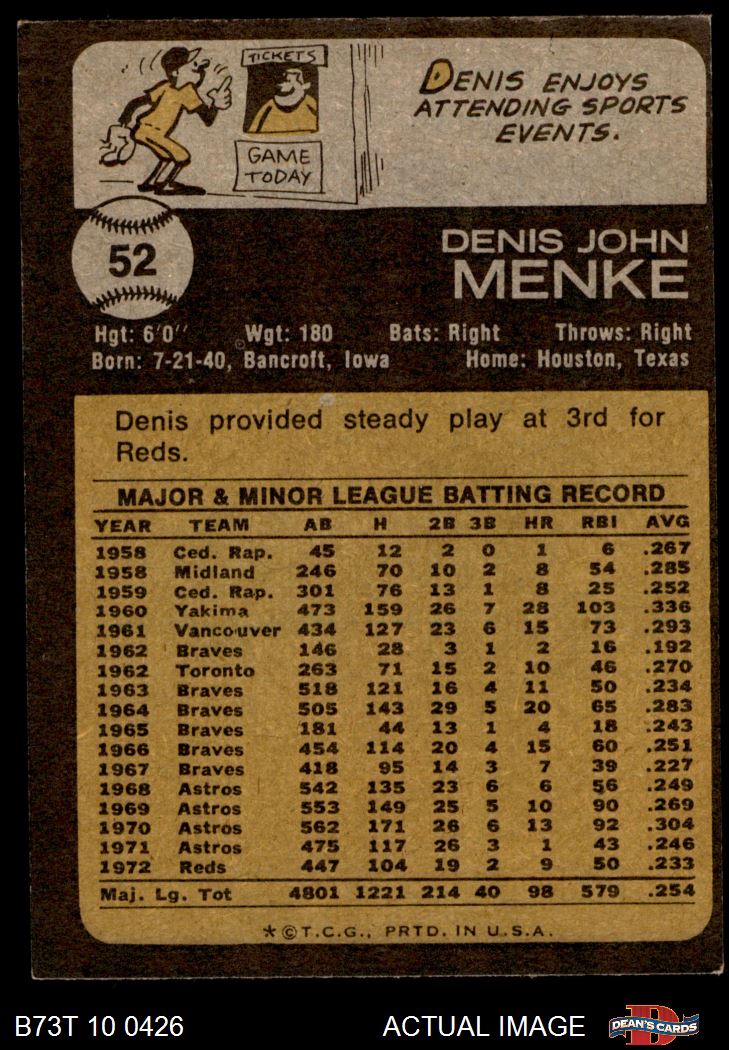 TICKETS
GAME
TODAY
DENIS ENJOYS
ATTENDING SPORTS
EVENTS.
52
DENIS JOHN
MENKE
Hgt: 6'0" Wgt: 180 Bats: Right Throws: Right
Born: 7-21-40, Bancroft, Iowa Home: Houston, Texas
Denis provided steady play at 3rd for
Reds.
MAJOR & MINOR LEAGUE BATTING RECORD
YEAR TEAM AB H 2B 3B HR RBI AVG
1958 Ced. Rap. 45 12 2 0 1 6 .267
1958 Midland 246 70 10 2 8 54 .285
1959 Ced. Rap. 301 76 13 1 8 25 .252
1960 Yakima 473 159 26 7 28 103 .336
1961 Vancouver 434 127 23 6 15 73 .293
1962 Braves 146 28 3 1 2 16 .192
1962 Toronto 263 71 15 2 10 46 .270
1963 Braves 518 121 16 4 11 50 .234
1964 Braves 505 143 29 5 20 65 .283
1965 Braves 181 44 13 1 4 18 .243
1966 Braves 454 114 20 4 15 60 .251
1967 Braves 418 95 14 3 7 39 .227
1968 Astros 542 135 23 6 6 56 .249
1969 Astros 553 149 25 5 10 90 .269
1970 Astros 562 171 26 6 13 92 .304
1971 Astros 475 117 26 3 1 43 .246
1972 Reds 447 104 19 2 9 50 .233
Maj. Lg. Tot 4801 1221 214 40 98 579 .254
*©T.C.G., PRTD. IN U.S.A.
B73T 10 0426 ACTUAL IMAGE DEAN'S CARDS